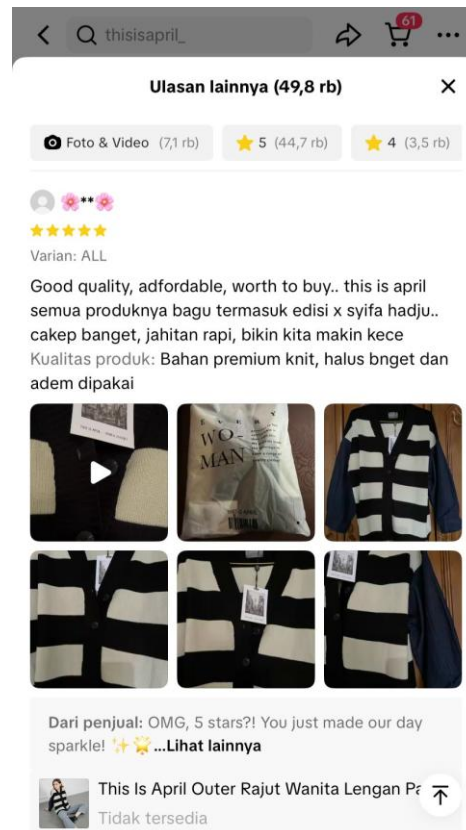 thisisapril_
61
Ulasan lainnya (49,8 rb)
Foto & Video (7,1 rb)
5 (44,7 rb)
4 (3,5 rb)
🌸**🌸
Varian: ALL
Good quality, adfordable, worth to buy.. this is april
semua produknya bagu termasuk edisi x syifa hadju..
cakep banget, jahitan rapi, bikin kita makin kece
Kualitas produk: Bahan premium knit, halus bnget dan
adem dipakai
EVERY
WO-
MAN
Dari penjual: OMG, 5 stars?! You just made our day
sparkle! ✨🌟...Lihat lainnya
This Is April Outer Rajut Wanita Lengan Pa
Tidak tersedia